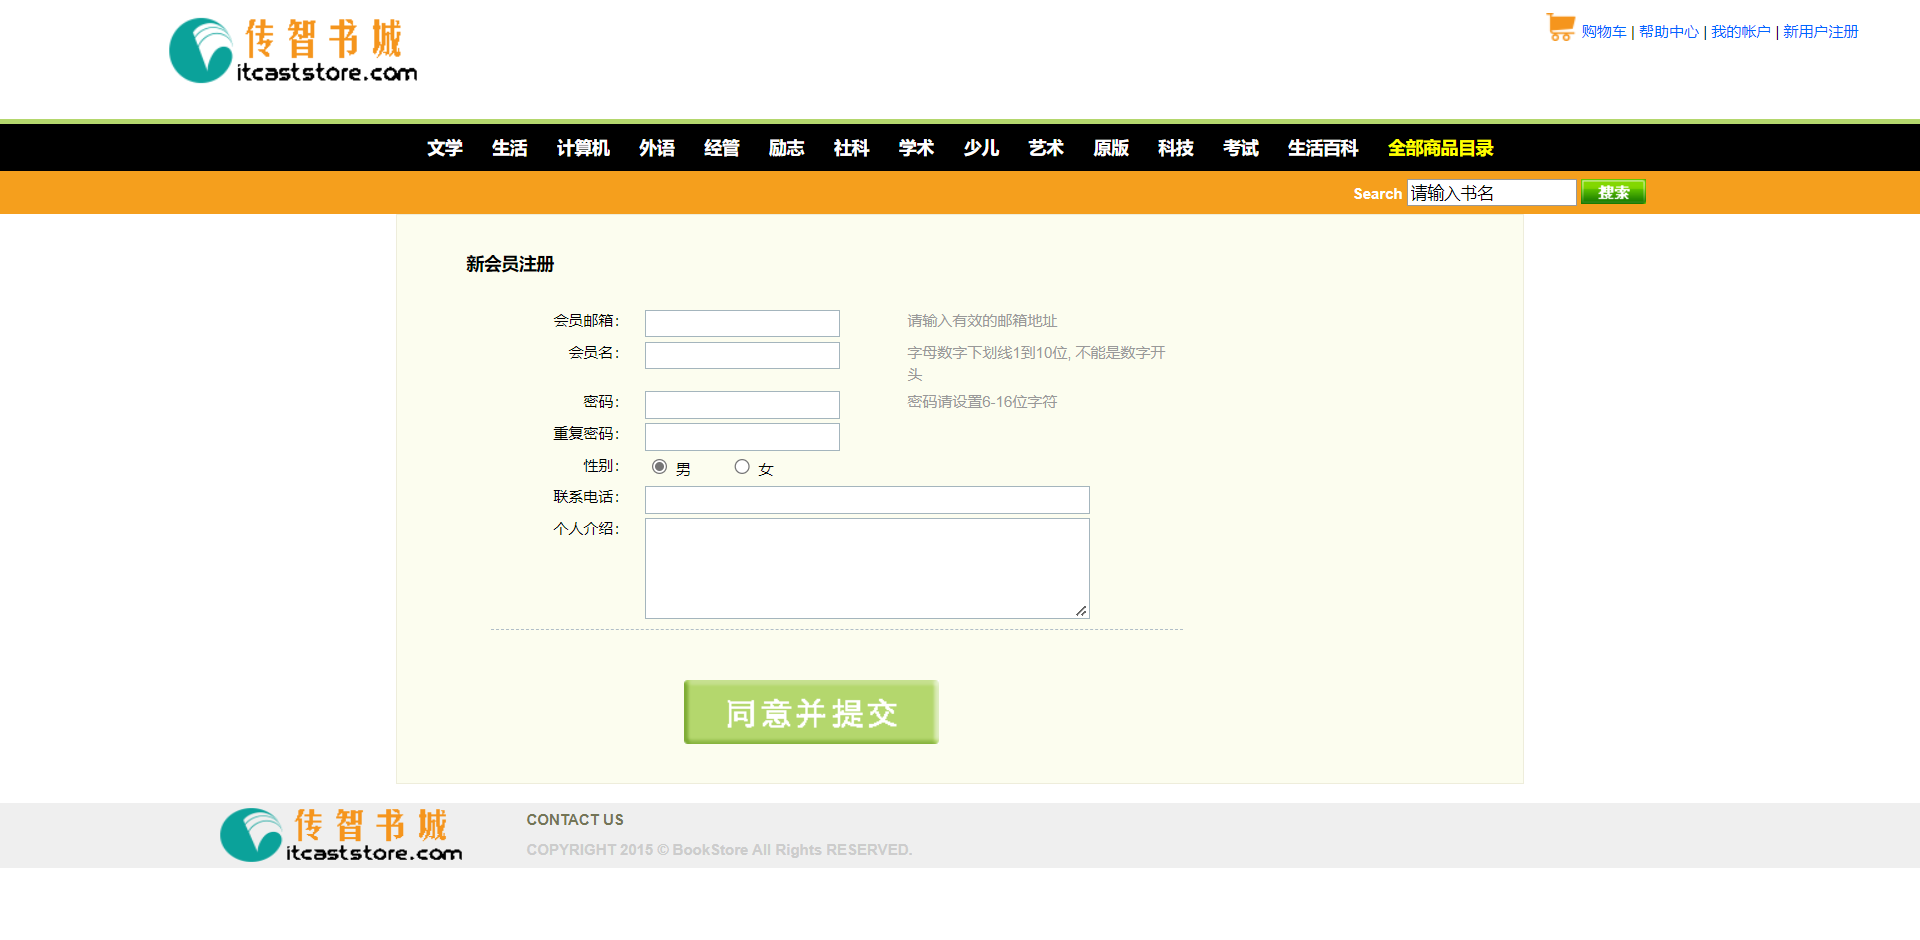 传智书城
itcaststore.com
购物车 | 帮助中心 | 我的帐户 | 新用户注册
文学 生活 计算机 外语 经管 励志 社科 学术 少儿 艺术 原版 科技 考试 生活百科 全部商品目录
Search 请输入书名 搜索
新会员注册
会员邮箱： 请输入有效的邮箱地址
会员名： 字母数字下划线1到10位, 不能是数字开
头
密码： 密码请设置6-16位字符
重复密码：
性别： 男 女
联系电话：
个人介绍：
同意并提交
传智书城
itcaststore.com
CONTACT US
COPYRIGHT 2015 © BookStore All Rights RESERVED.